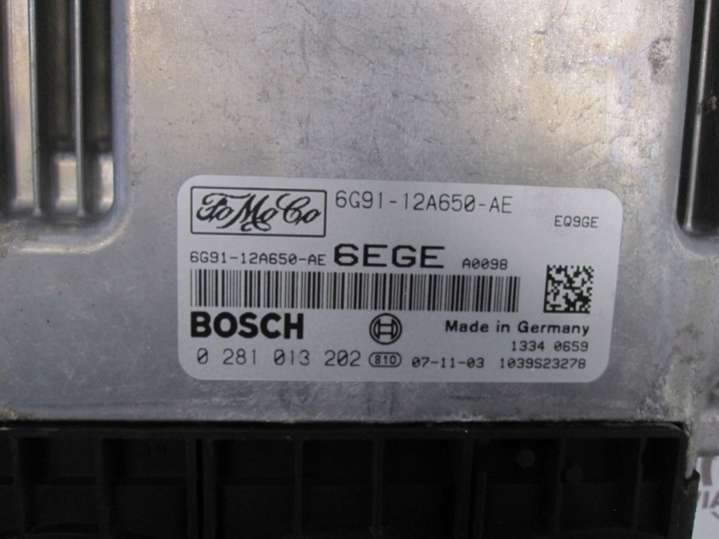 FoMoCo 6G91-12A650-AE
EQ9GE
6G91-12A650-AE 6EGE A0098
BOSCH Made in Germany
1334 0659
0 281 013 202 810 07-11-03 1039S23278